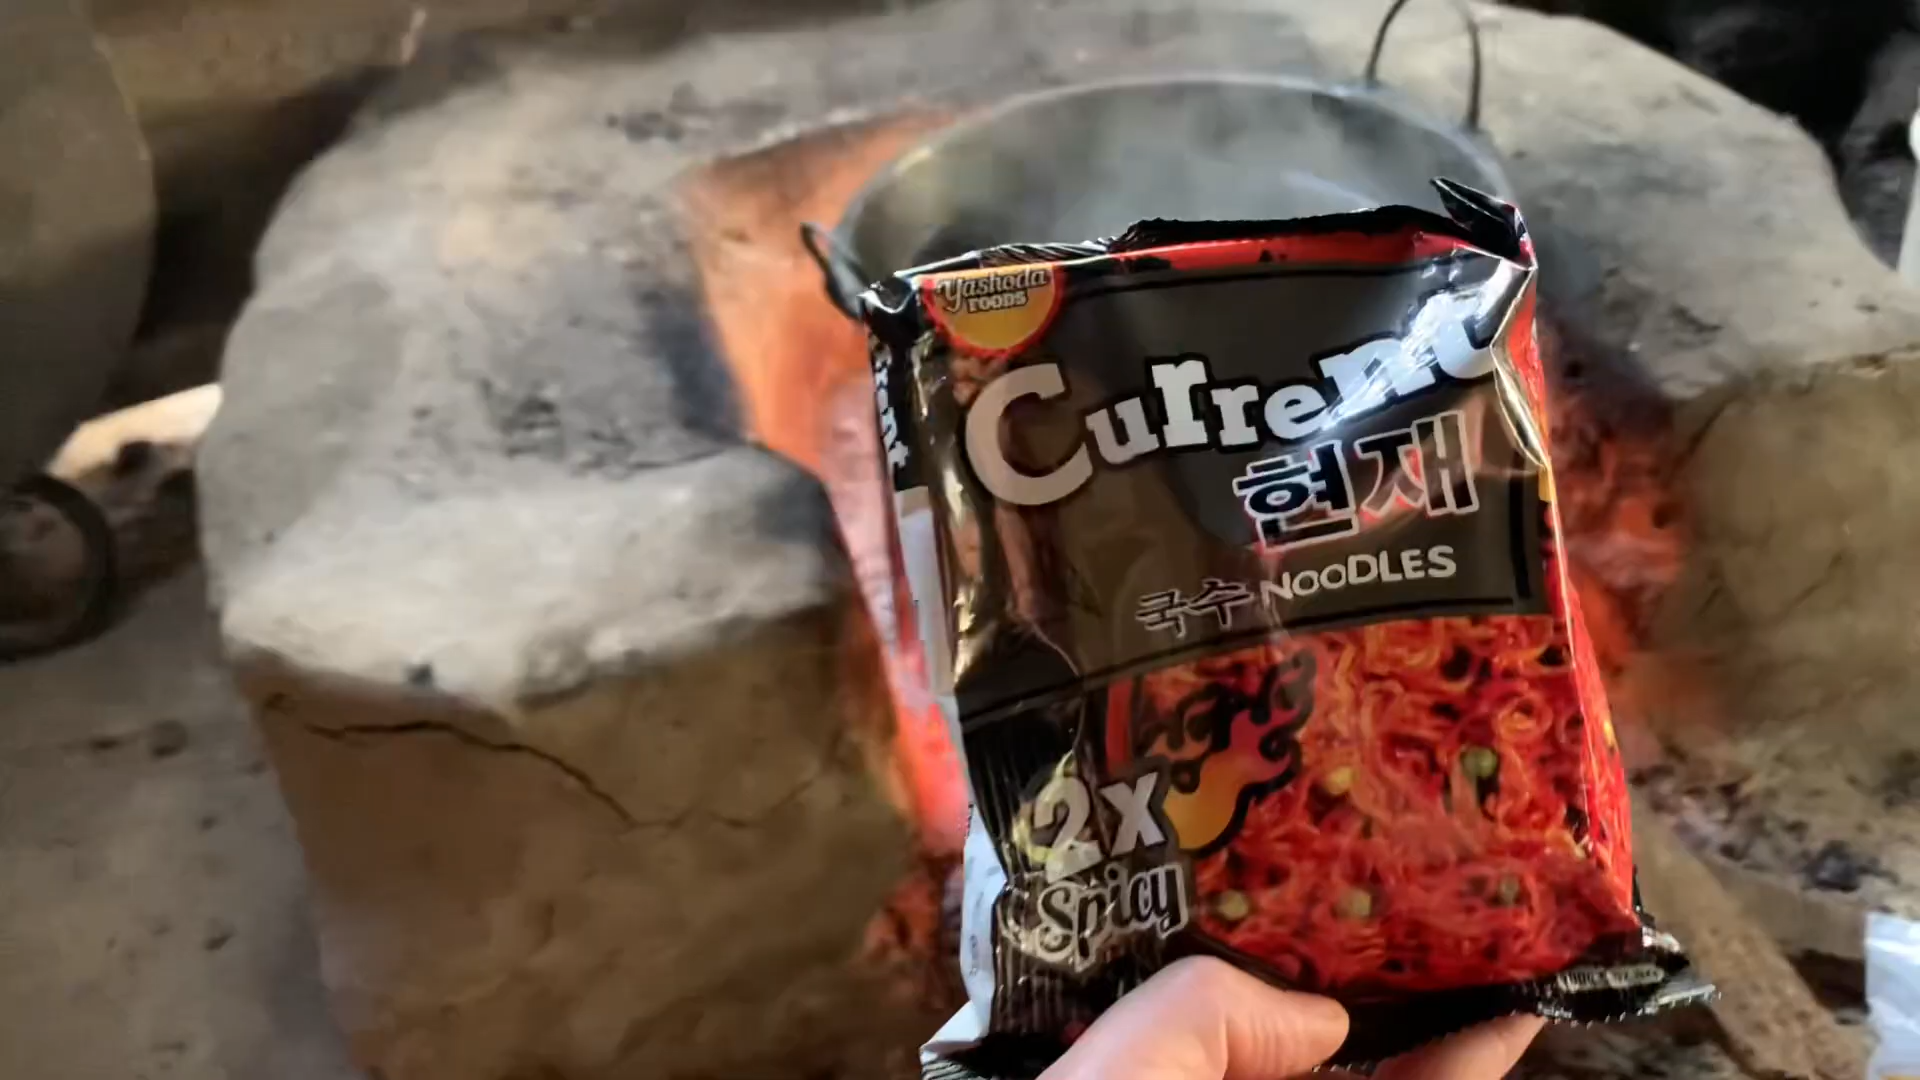 Yashoda
FOODS
Current
현재
국수 NOODLES
2x
Spicy